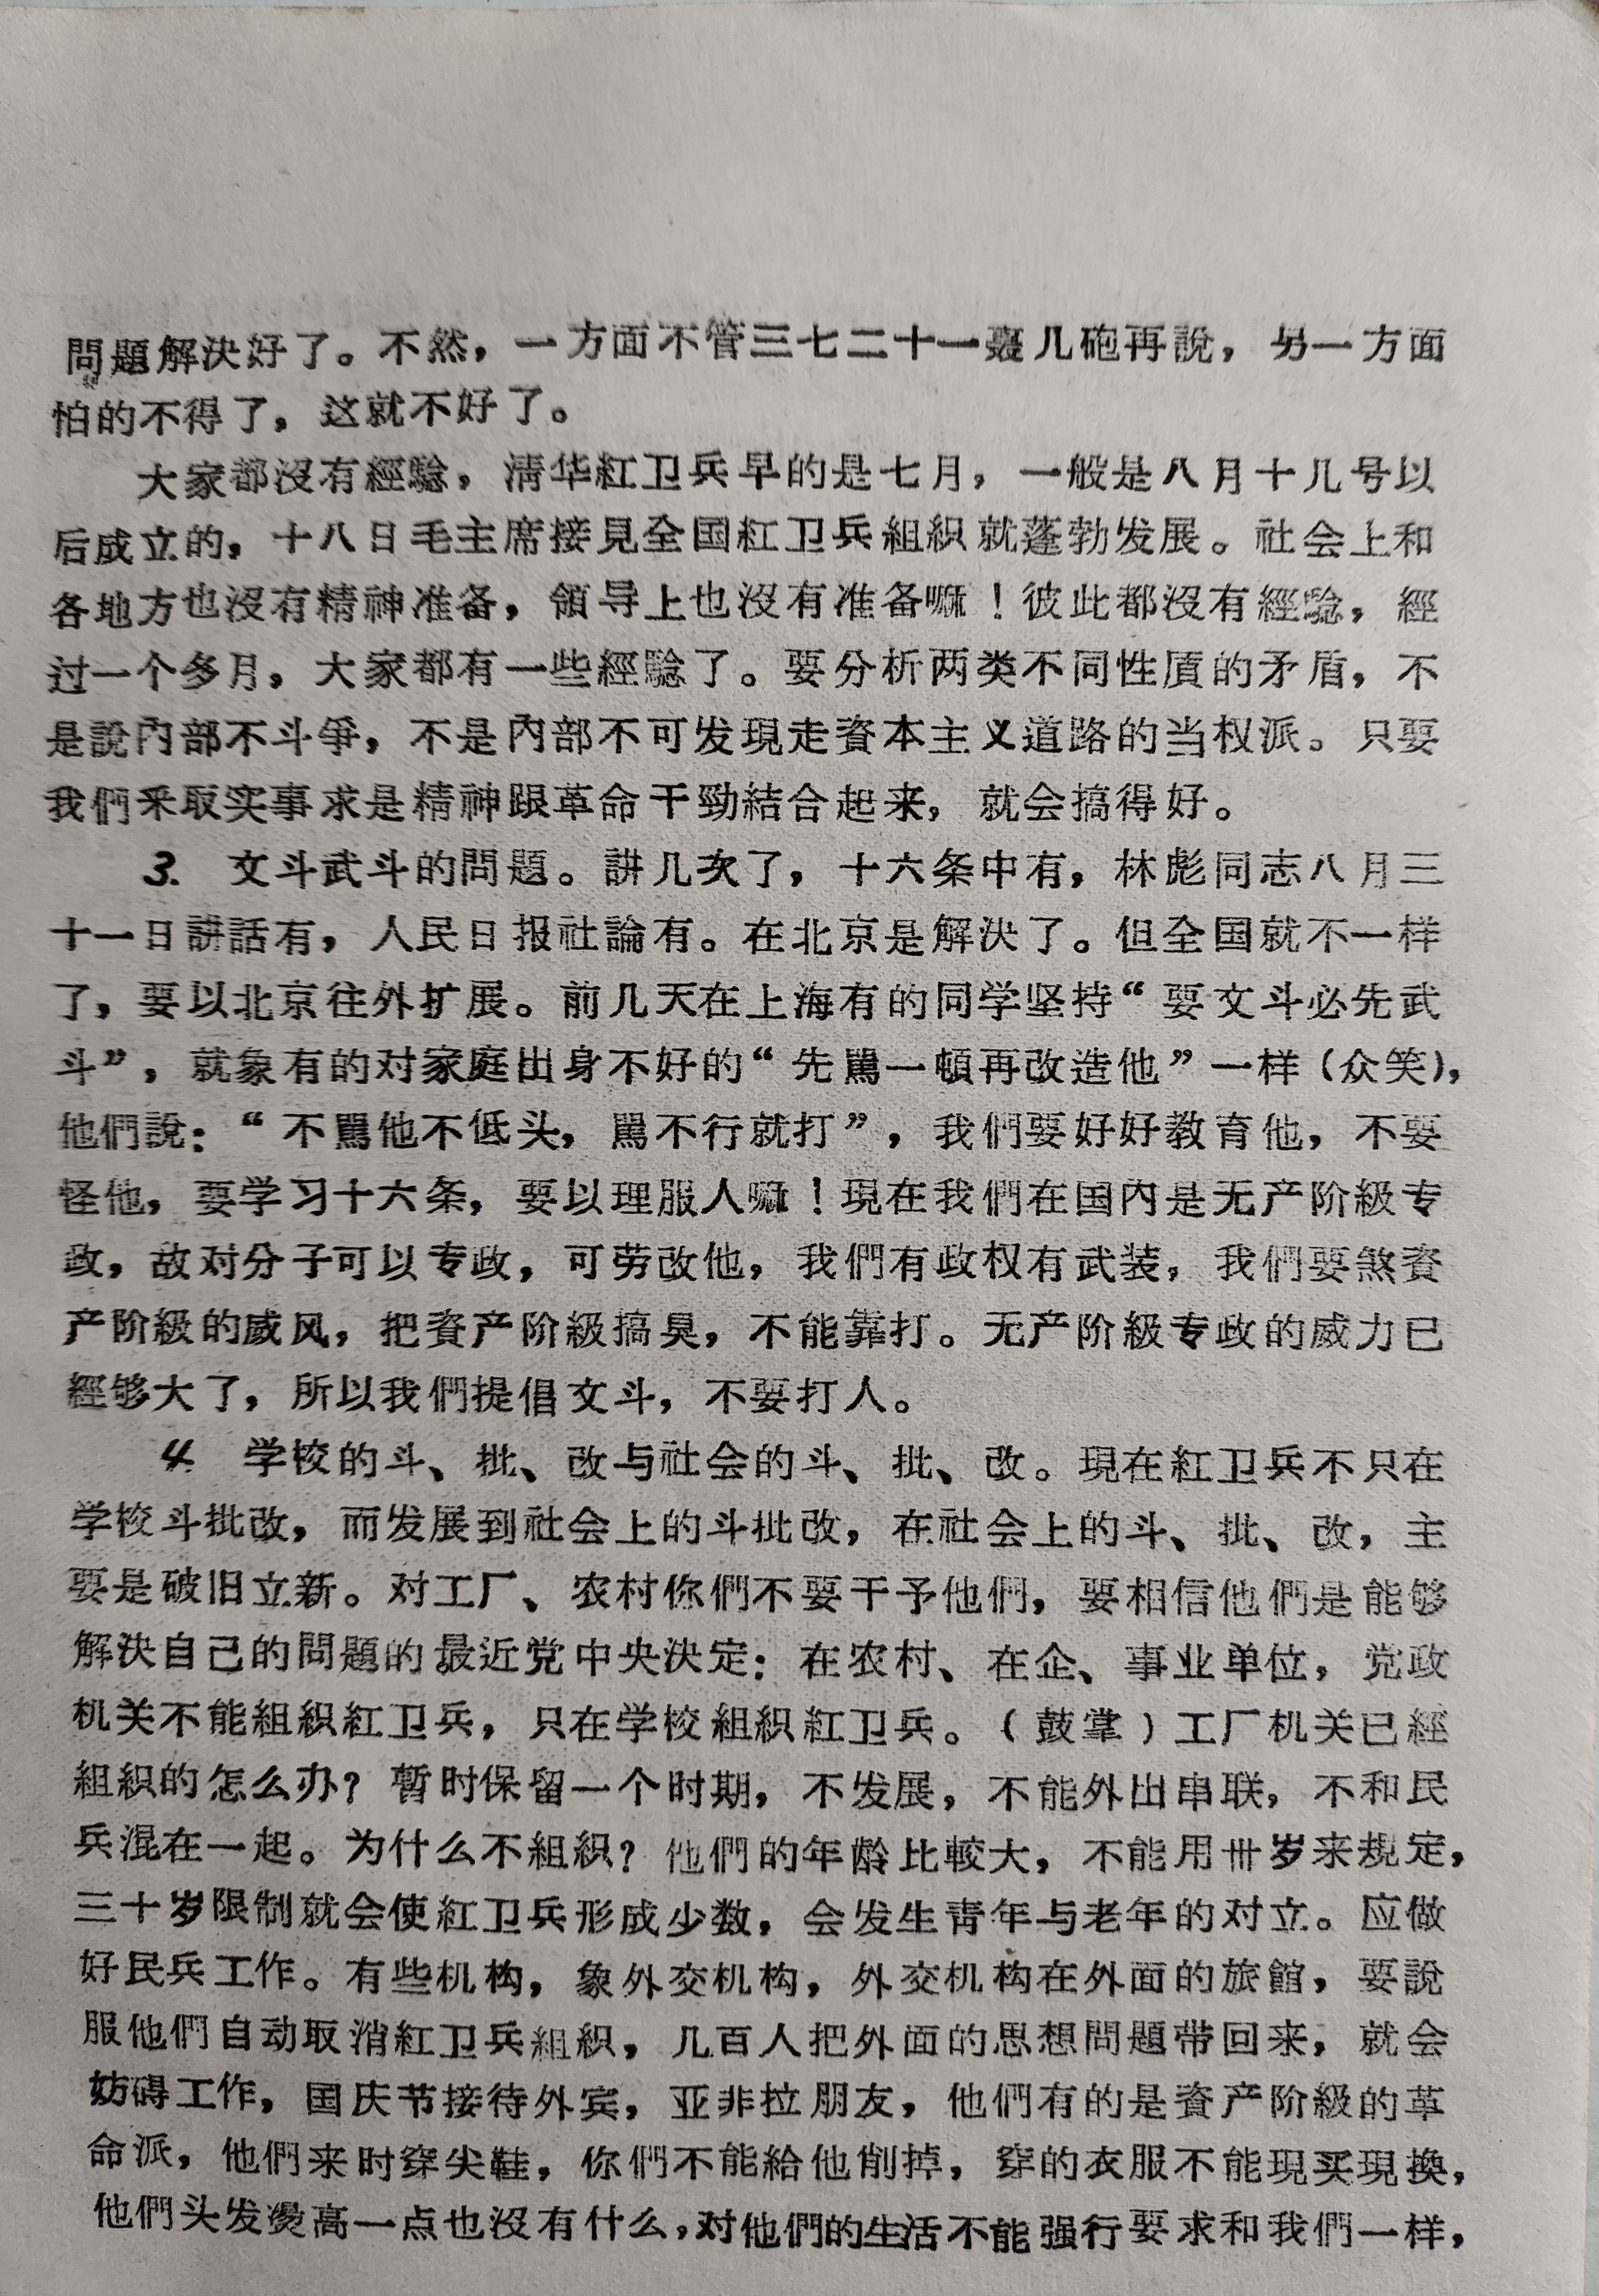 問題解決好了。不然，一方面不管三七二十一轰几砲再說，另一方面
怕的不得了，这就不好了。
大家都沒有經驗，清华紅卫兵早的是七月，一般是八月十几号以
后成立的，十八日毛主席接見全国紅卫兵組織就蓬勃发展。社会上和
各地方也沒有精神准备，領导上也沒有准备嘛！彼此都沒有經驗，經
过一个多月，大家都有一些經驗了。要分析两类不同性质的矛盾，不
是說內部不斗爭，不是內部不可发現走資本主义道路的当权派。只要
我們采取实事求是精神跟革命干勁結合起来，就会搞得好。
3. 文斗武斗的問題。講几次了，十六条中有，林彪同志八月三
十一日講話有，人民日报社論有。在北京是解決了。但全国就不一样
了，要以北京往外扩展。前几天在上海有的同学坚持“要文斗必先武
斗”，就象有的对家庭出身不好的“先駡一頓再改造他”一样（众笑），
他們說：“不駡他不低头，駡不行就打”，我們要好好教育他，不要
怪他，要学习十六条，要以理服人嘛！現在我們在国內是无产阶級专
政，敌对分子可以专政，可劳改他，我們有政权有武装，我們要煞資
产阶級的威风，把資产阶級搞臭，不能靠打。无产阶級专政的威力已
經够大了，所以我們提倡文斗，不要打人。
4. 学校的斗、批、改与社会的斗、批、改。現在紅卫兵不只在
学校斗批改，而发展到社会上的斗批改，在社会上的斗、批、改，主
要是破旧立新。对工厂、农村你們不要干予他們，要相信他們是能够
解決自己的問題的最近党中央決定：在农村、在企、事业单位，党政
机关不能組織紅卫兵，只在学校組織紅卫兵。（鼓掌）工厂机关已經
組織的怎么办？暫时保留一个时期，不发展，不能外出串联，不和民
兵混在一起。为什么不組織？他們的年龄比較大，不能用卅岁来規定，
三十岁限制就会使紅卫兵形成少数，会发生青年与老年的对立。应做
好民兵工作。有些机构，象外交机构，外交机构在外面的旅館，要說
服他們自动取消紅卫兵組織，几百人把外面的思想問題带回来，就会
妨碍工作，国庆节接待外宾，亚非拉朋友，他們有的是資产阶級的革
命派，他們来时穿尖鞋，你們不能給他削掉，穿的衣服不能現买現換，
他們头发燙高一点也沒有什么，对他們的生活不能强行要求和我們一样，